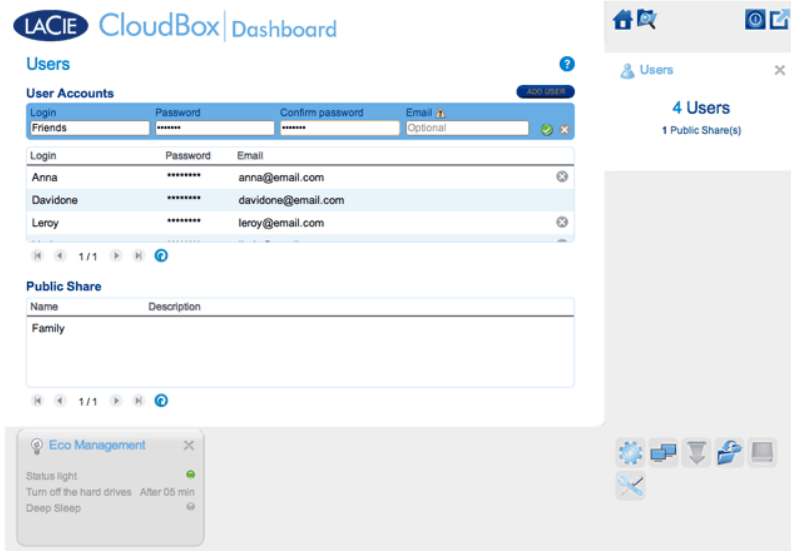 LACIE CloudBox Dashboard
Users
User Accounts
ADD USER
Login Password Confirm password Email
Friends ••••••• ••••••• Optional
Login Password Email
Anna ******** anna@email.com
Davidone ******** davidone@email.com
Leroy ******** leroy@email.com
1/1
Public Share
Name Description
Family
1/1
Eco Management
Status light
Turn off the hard drives After 05 min
Deep Sleep
Users
4 Users
1 Public Share(s)